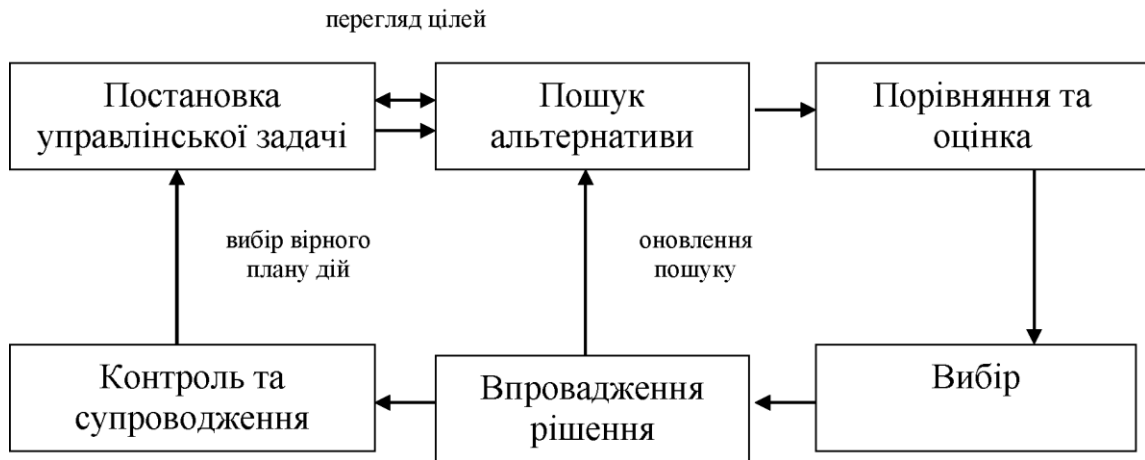 перегляд цілей
Постановка
управлінської задачі
Пошук
альтернативи
Порівняння та
оцінка
вибір вірного
плану дій
оновлення
пошуку
Контроль та
супроводження
Впровадження
рішення
Вибір